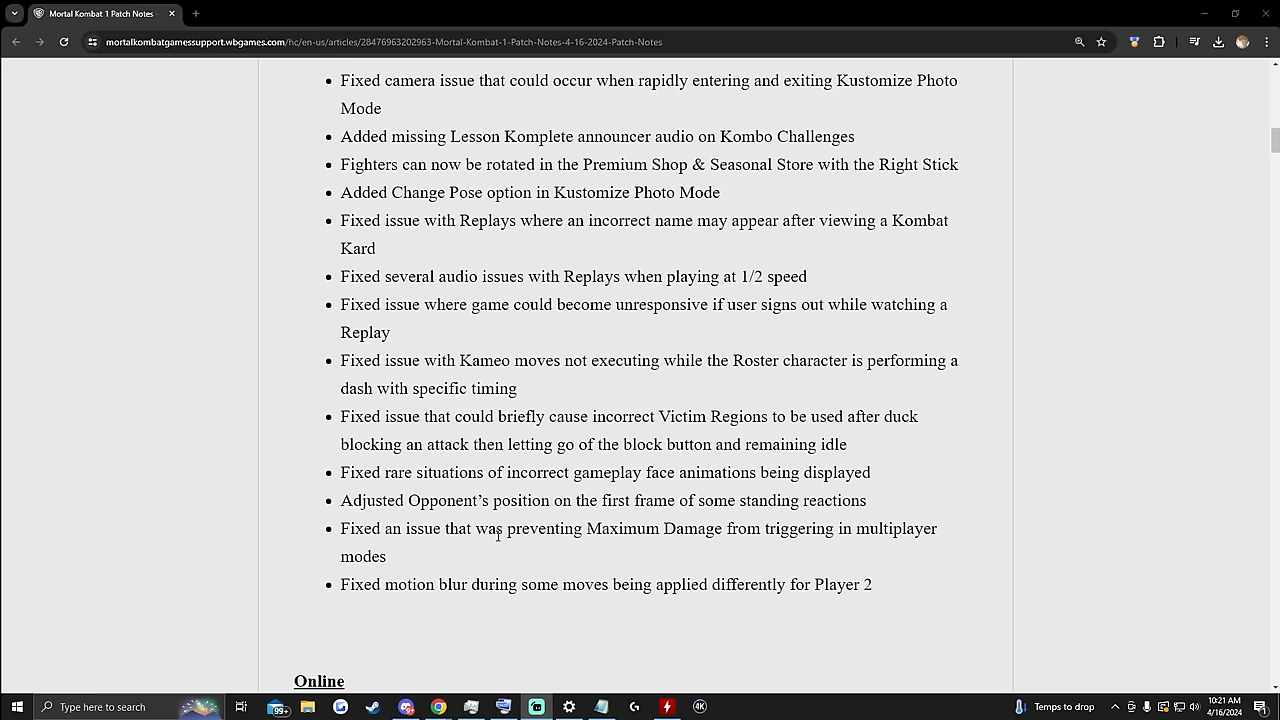 Mortal Kombat 1 Patch Notes
mortalkombatgamessupport.wbgames.com/hc/en-us/articles/28476963202963-Mortal-Kombat-1-Patch-Notes-4-16-2024-Patch-Notes
• Fixed camera issue that could occur when rapidly entering and exiting Kustomize Photo
Mode
• Added missing Lesson Komplete announcer audio on Kombo Challenges
• Fighters can now be rotated in the Premium Shop & Seasonal Store with the Right Stick
• Added Change Pose option in Kustomize Photo Mode
• Fixed issue with Replays where an incorrect name may appear after viewing a Kombat
Kard
• Fixed several audio issues with Replays when playing at 1/2 speed
• Fixed issue where game could become unresponsive if user signs out while watching a
Replay
• Fixed issue with Kameo moves not executing while the Roster character is performing a
dash with specific timing
• Fixed issue that could briefly cause incorrect Victim Regions to be used after duck
blocking an attack then letting go of the block button and remaining idle
• Fixed rare situations of incorrect gameplay face animations being displayed
• Adjusted Opponent's position on the first frame of some standing reactions
• Fixed an issue that was preventing Maximum Damage from triggering in multiplayer
modes
• Fixed motion blur during some moves being applied differently for Player 2
Online
Type here to search
99+
4K
Temps to drop
10:21 AM
4/16/2024